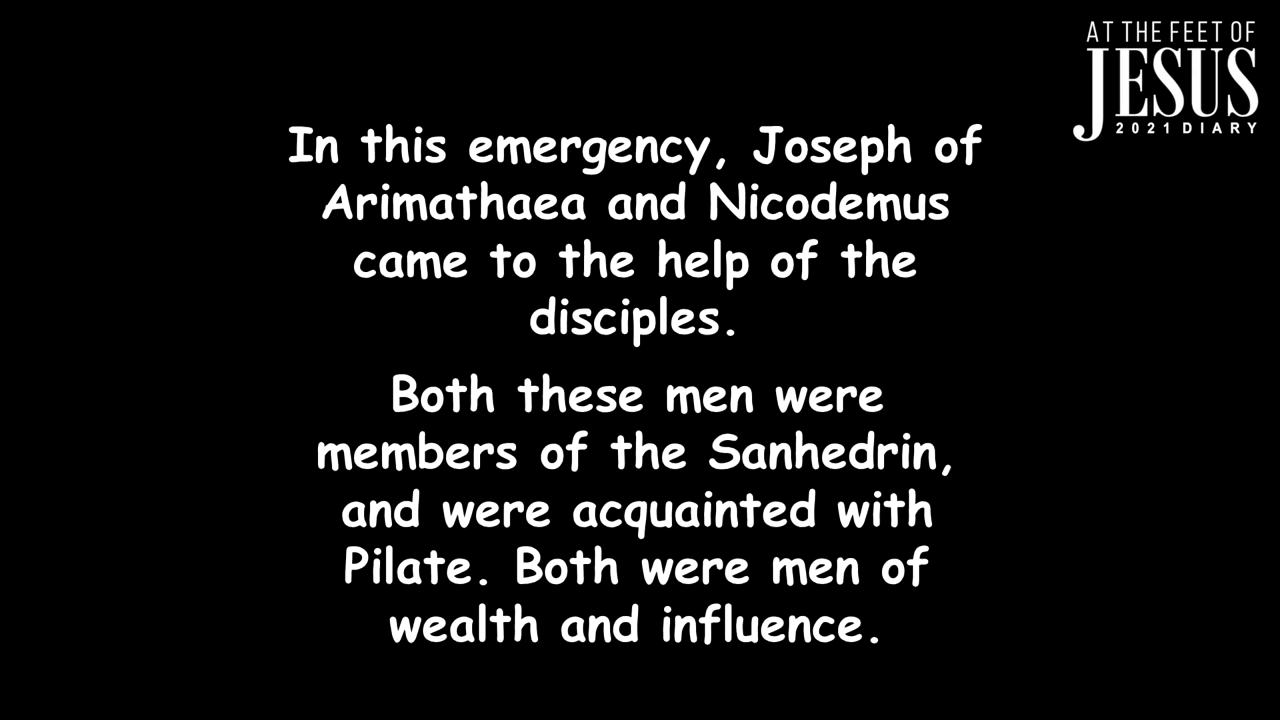 AT THE FEET OF
JESUS
2021 DIARY
In this emergency, Joseph of
Arimathaea and Nicodemus
came to the help of the
disciples.
Both these men were
members of the Sanhedrin,
and were acquainted with
Pilate. Both were men of
wealth and influence.